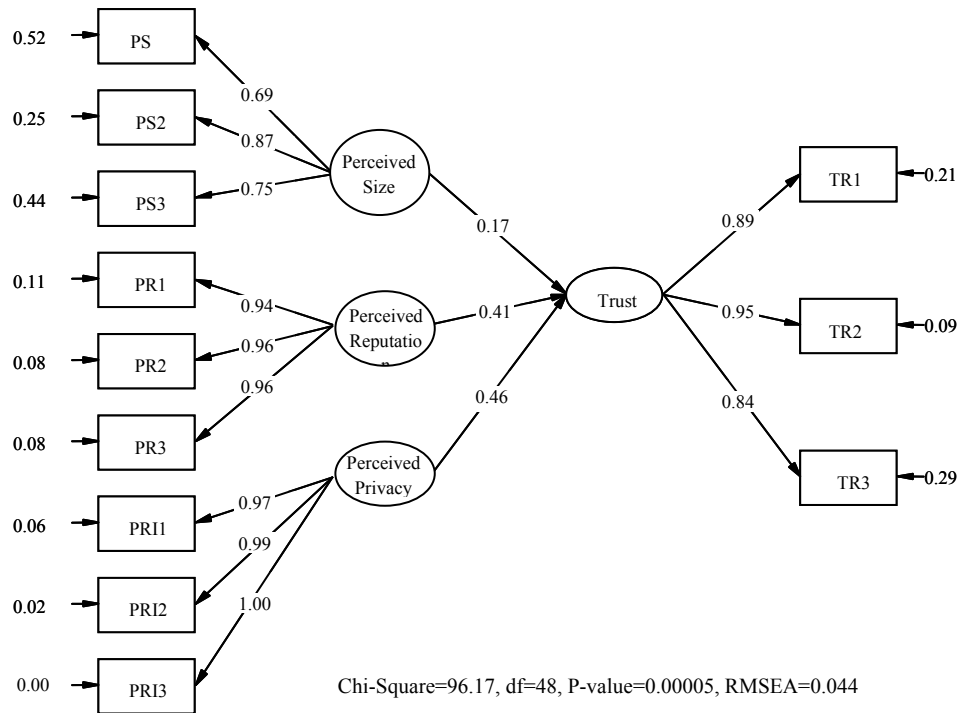 0.52
PS
0.69
0.25
PS2
0.87
0.44
PS3
0.75
Perceived
Size
0.17
0.11
PR1
0.94
0.08
PR2
0.96
0.08
PR3
0.96
Perceived
Reputatio
n
0.41
0.06
PRI1
0.97
0.02
PRI2
0.99
0.00
PRI3
1.00
Perceived
Privacy
0.46
Trust
0.89
TR1
0.21
0.95
TR2
0.09
0.84
TR3
0.29
Chi-Square=96.17, df=48, P-value=0.00005, RMSEA=0.044